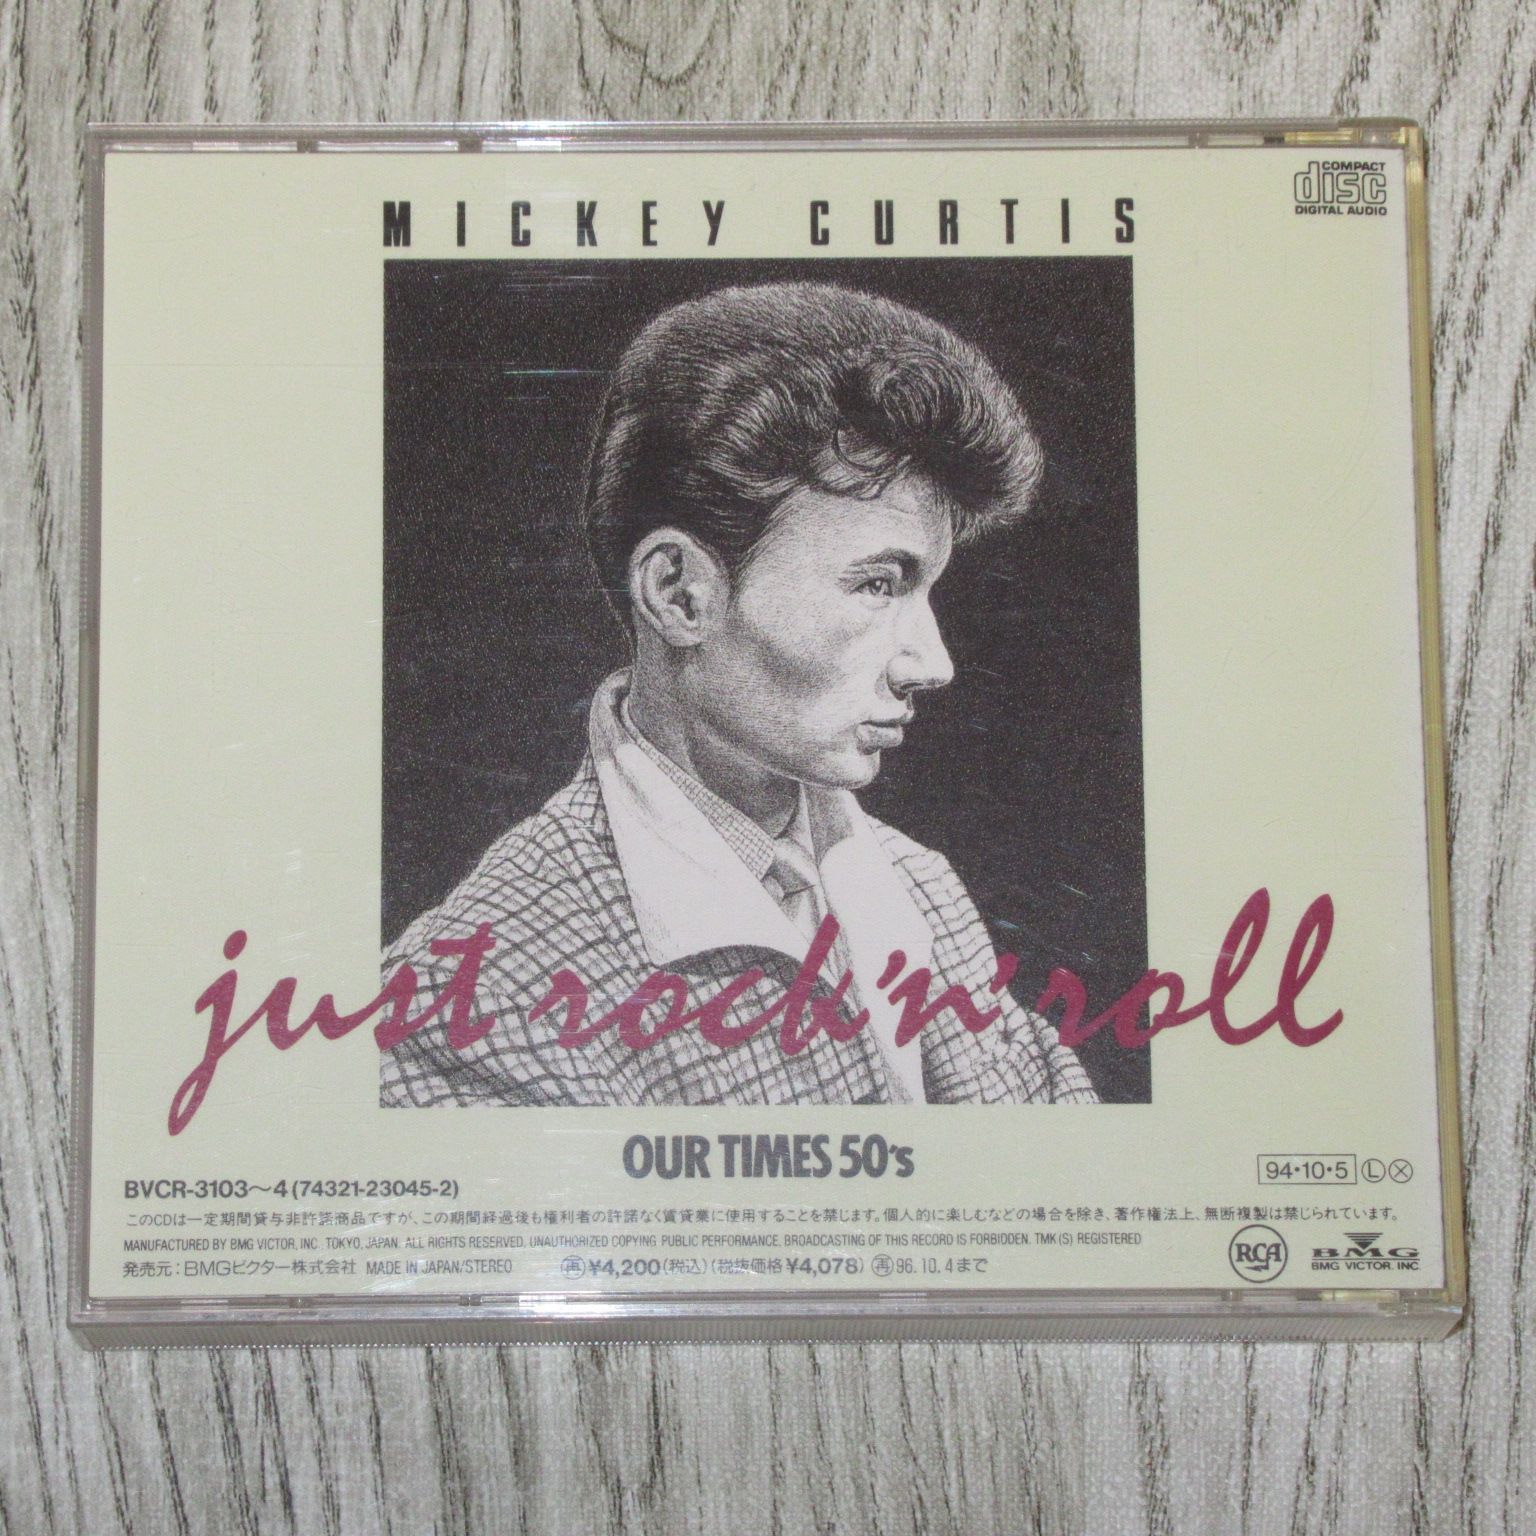 COMPACT
disc
DIGITAL AUDIO
MICKEY CURTIS
just rock'n'roll
OUR TIMES 50's
BVCR-3103〜4 (74321-23045-2)
94・10・5 Ⓛ ⓧ
このCDは一定期間貸与非許諾商品ですが、この期間経過後も権利者の許諾なく賃貸業に使用することを禁じます。個人的に楽しむなどの場合を除き、著作権法上、無断複製は禁じられています。
MANUFACTURED BY BMG VICTOR, INC. TOKYO, JAPAN. ALL RIGHTS RESERVED, UNAUTHORIZED COPYING, PUBLIC PERFORMANCE, BROADCASTING OF THIS RECORD IS FORBIDDEN. TMK(S) REGISTERED
発売元:BMGビクター株式会社 MADE IN JAPAN/STEREO ㊢¥4,200(税込)(税抜価格¥4,078) ㊢96.10.4まで
RCA
BMG
BMG VICTOR, INC.